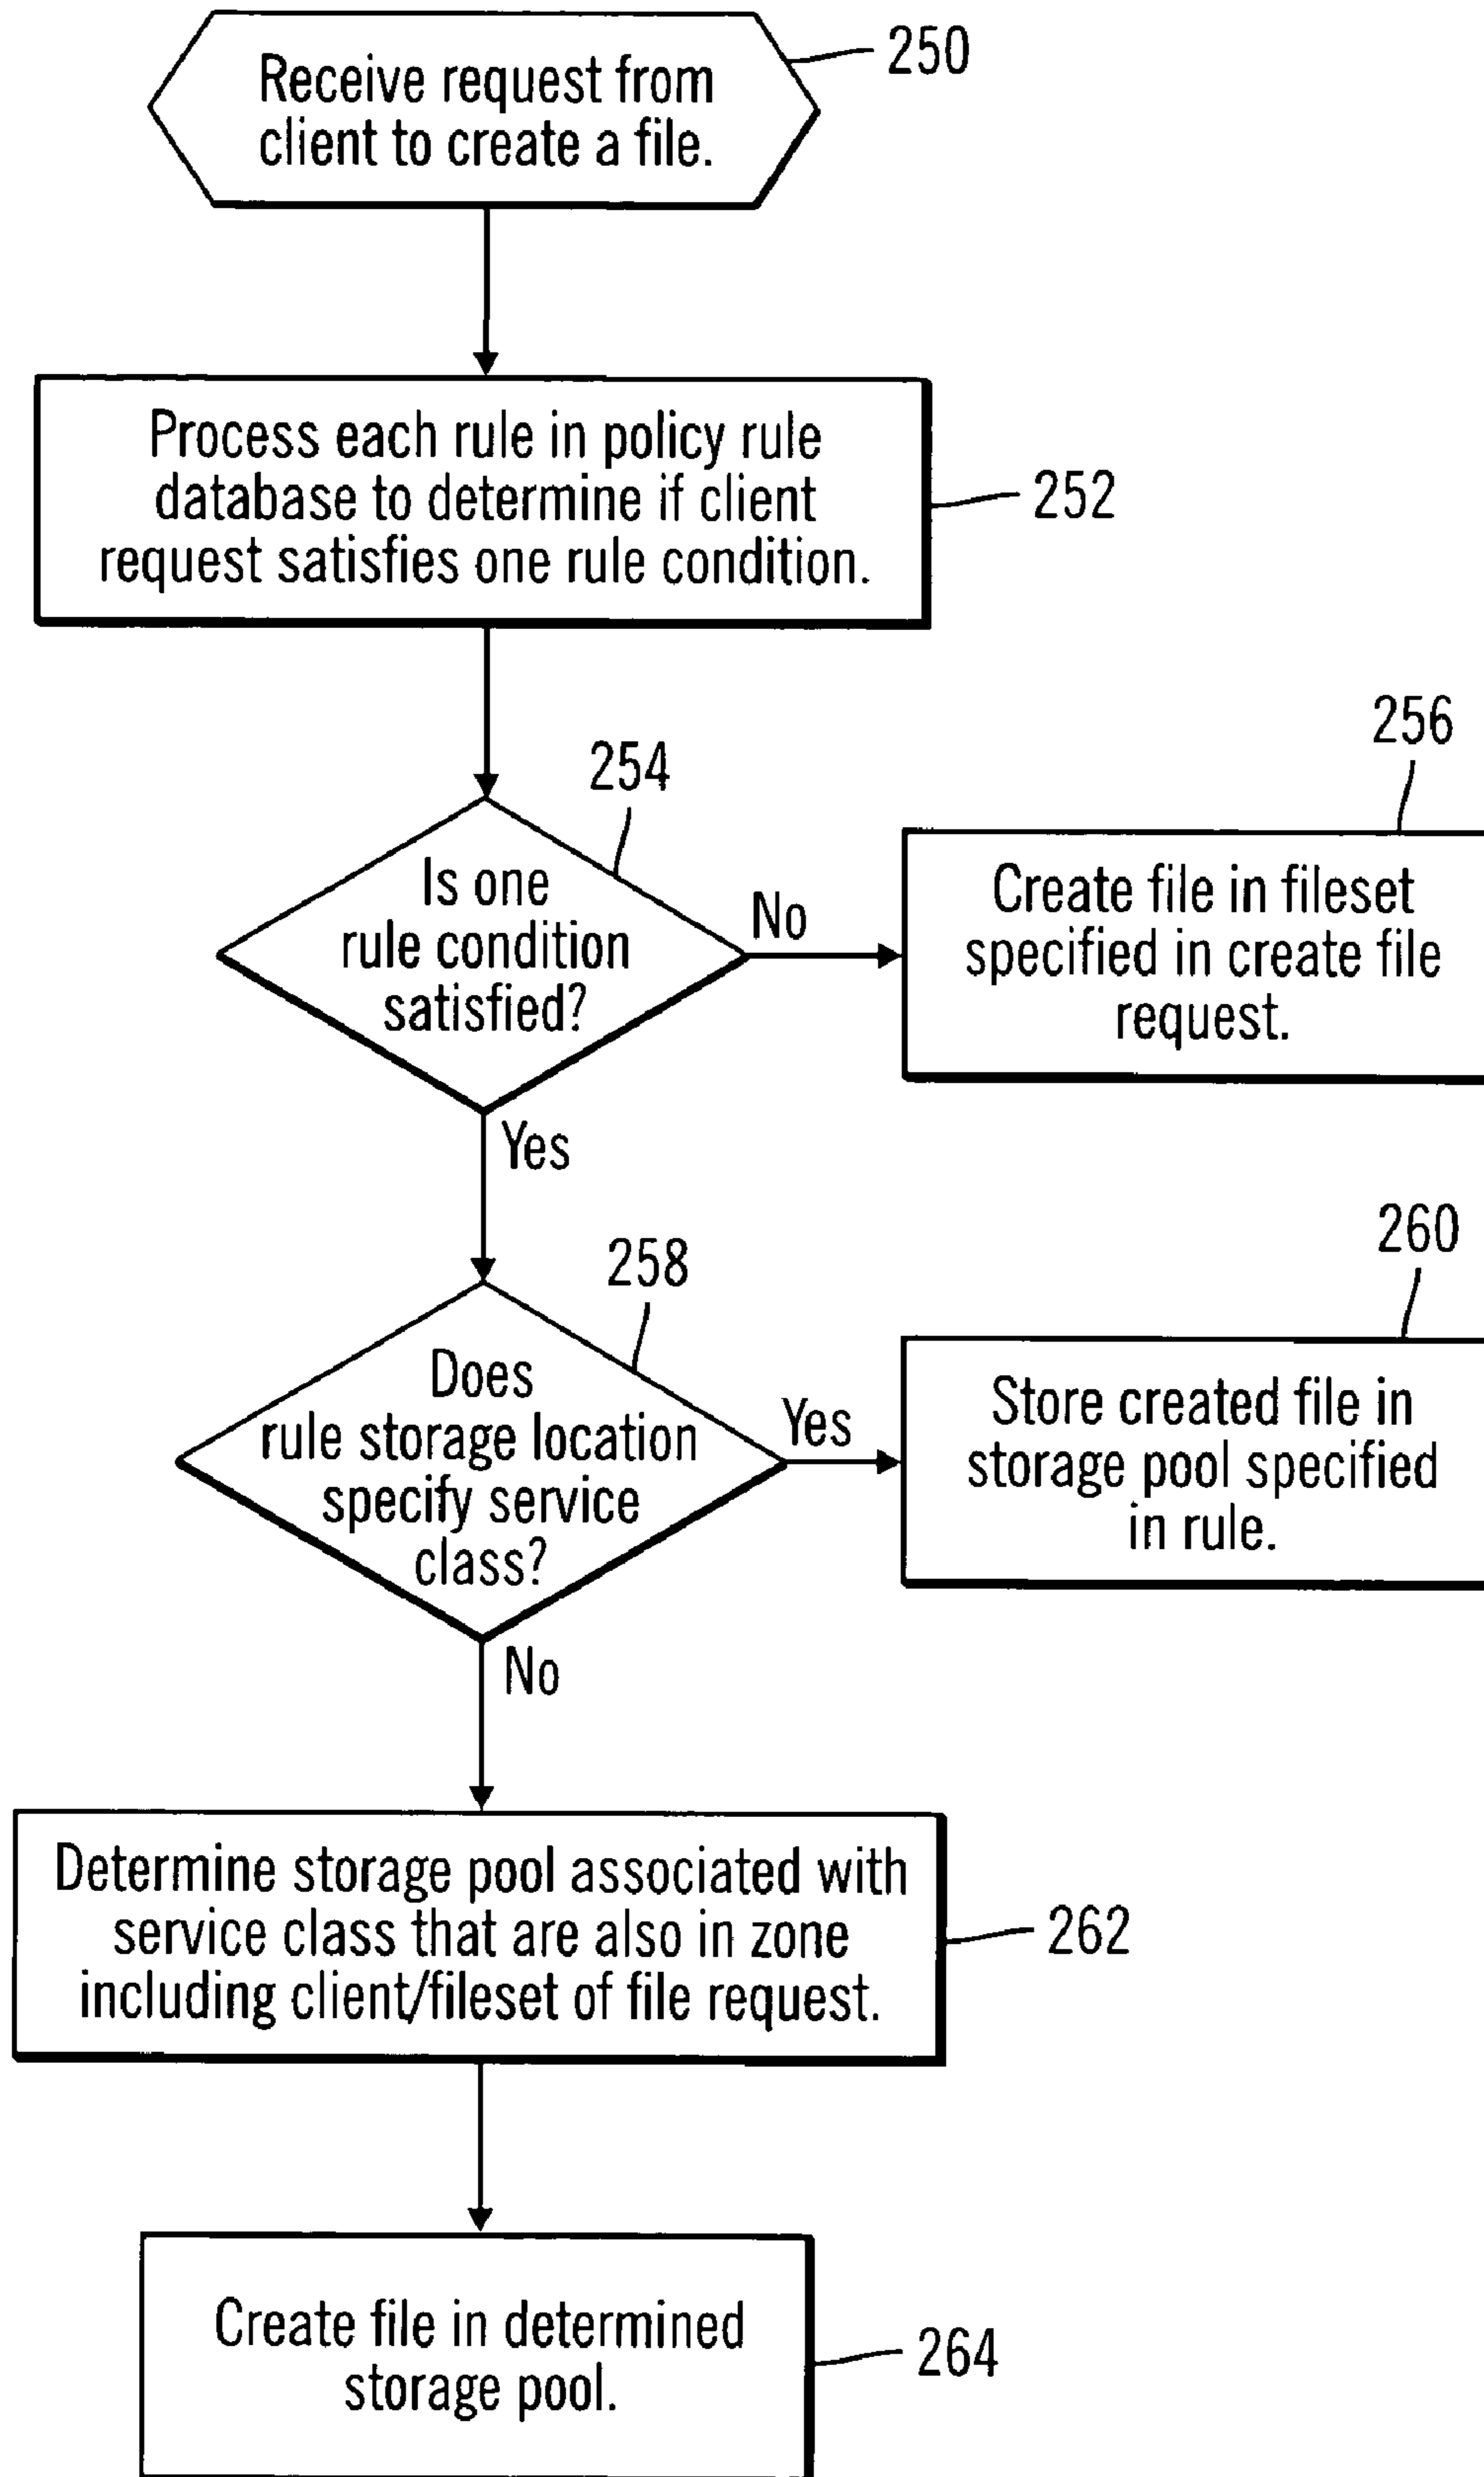 Receive request from
client to create a file.
250
Process each rule in policy rule
database to determine if client
request satisfies one rule condition.
252
254
Is one
rule condition
satisfied?
No
Yes
256
Create file in fileset
specified in create file
request.
258
Does
rule storage location
specify service
class?
Yes
No
260
Store created file in
storage pool specified
in rule.
Determine storage pool associated with
service class that are also in zone
including client/fileset of file request.
262
Create file in determined
storage pool.
264